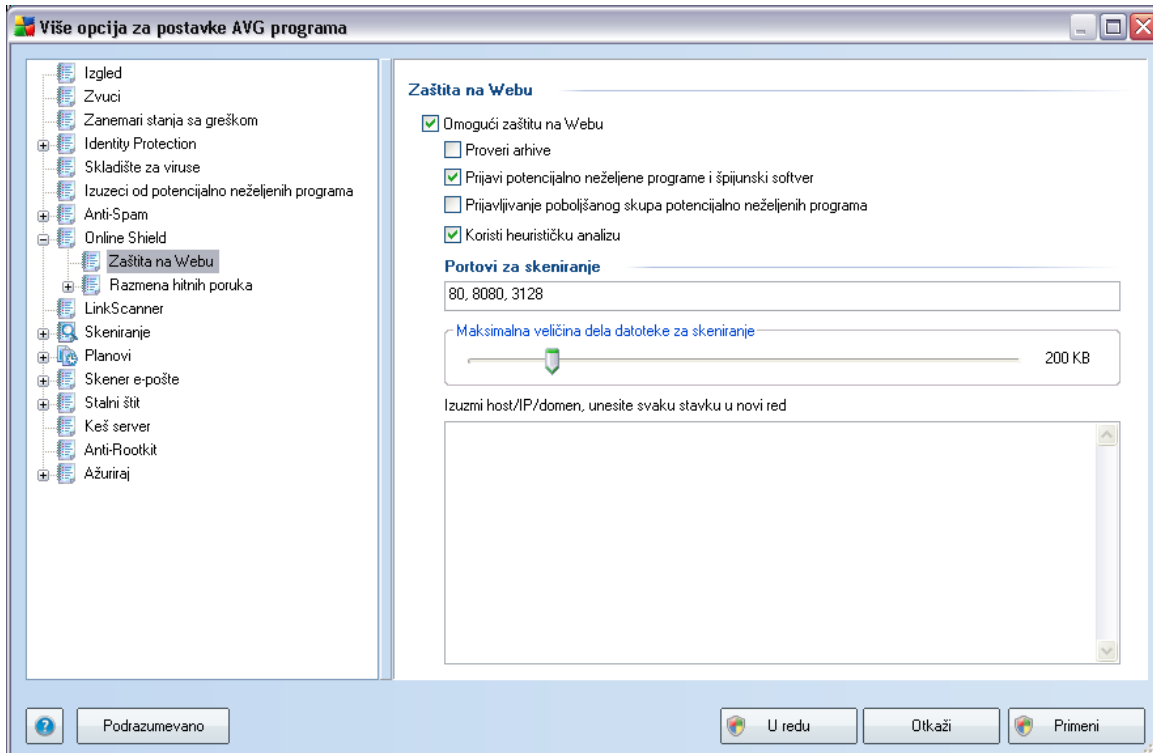 Više opcija za postavke AVG programa
Izgled
Zvuci
Zanemari stanja sa greškom
Identity Protection
Skladište za viruse
Izuzeci od potencijalno neželjenih programa
Anti-Spam
Online Shield
Zaštita na Webu
Razmena hitnih poruka
LinkScanner
Skeniranje
Planovi
Skener e-pošte
Stalni štit
Keš server
Anti-Rootkit
Ažuriraj
Zaštita na Webu
Omogući zaštitu na Webu
Proveri arhive
Prijavi potencijalno neželjene programe i špijunski softver
Prijavljivanje poboljšanog skupa potencijalno neželjenih programa
Koristi heurističku analizu
Portovi za skeniranje
80, 8080, 3128
Maksimalna veličina dela datoteke za skeniranje
200 KB
Izuzmi host/IP/domen, unesite svaku stavku u novi red
Podrazumevano
U redu
Otkaži
Primeni